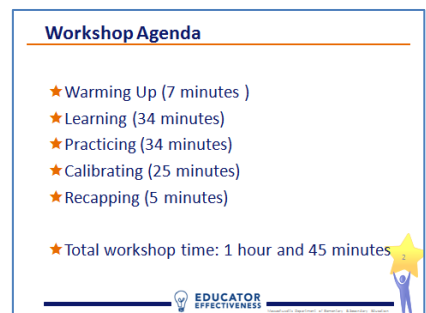 Workshop Agenda
Warming Up (7 minutes )
Learning (34 minutes)
Practicing (34 minutes)
Calibrating (25 minutes)
Recapping (5 minutes)
Total workshop time: 1 hour and 45 minutes
2
EDUCATOR
EFFECTIVENESS